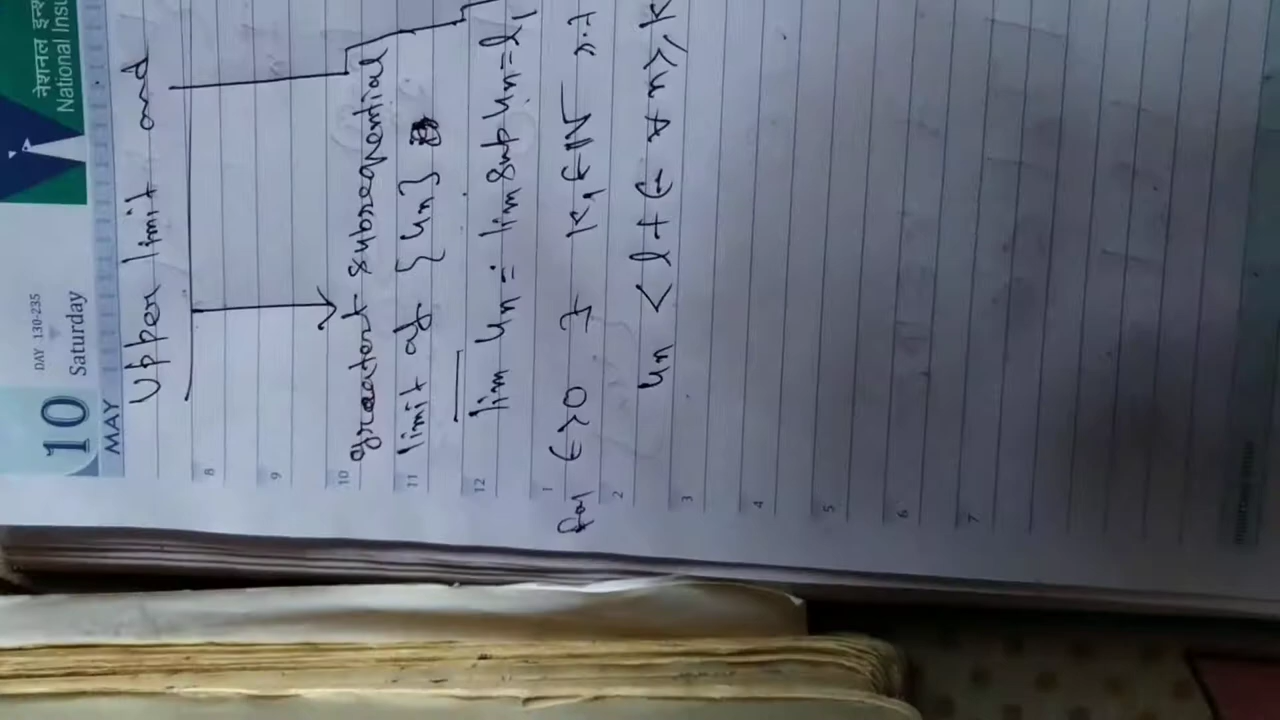 10
MAY
DAY 130-235
Saturday
नेशनल इन्
National Insu
Upper limit and
8
9
10 greatest subsequential
11 limit of {un}
12 lim un = lim sup un = l,
1 for ϵ>0 ∃ k, ∈ N s.t
2 un < l + ϵ ∀ n ≥ k
3
4
5
6
7